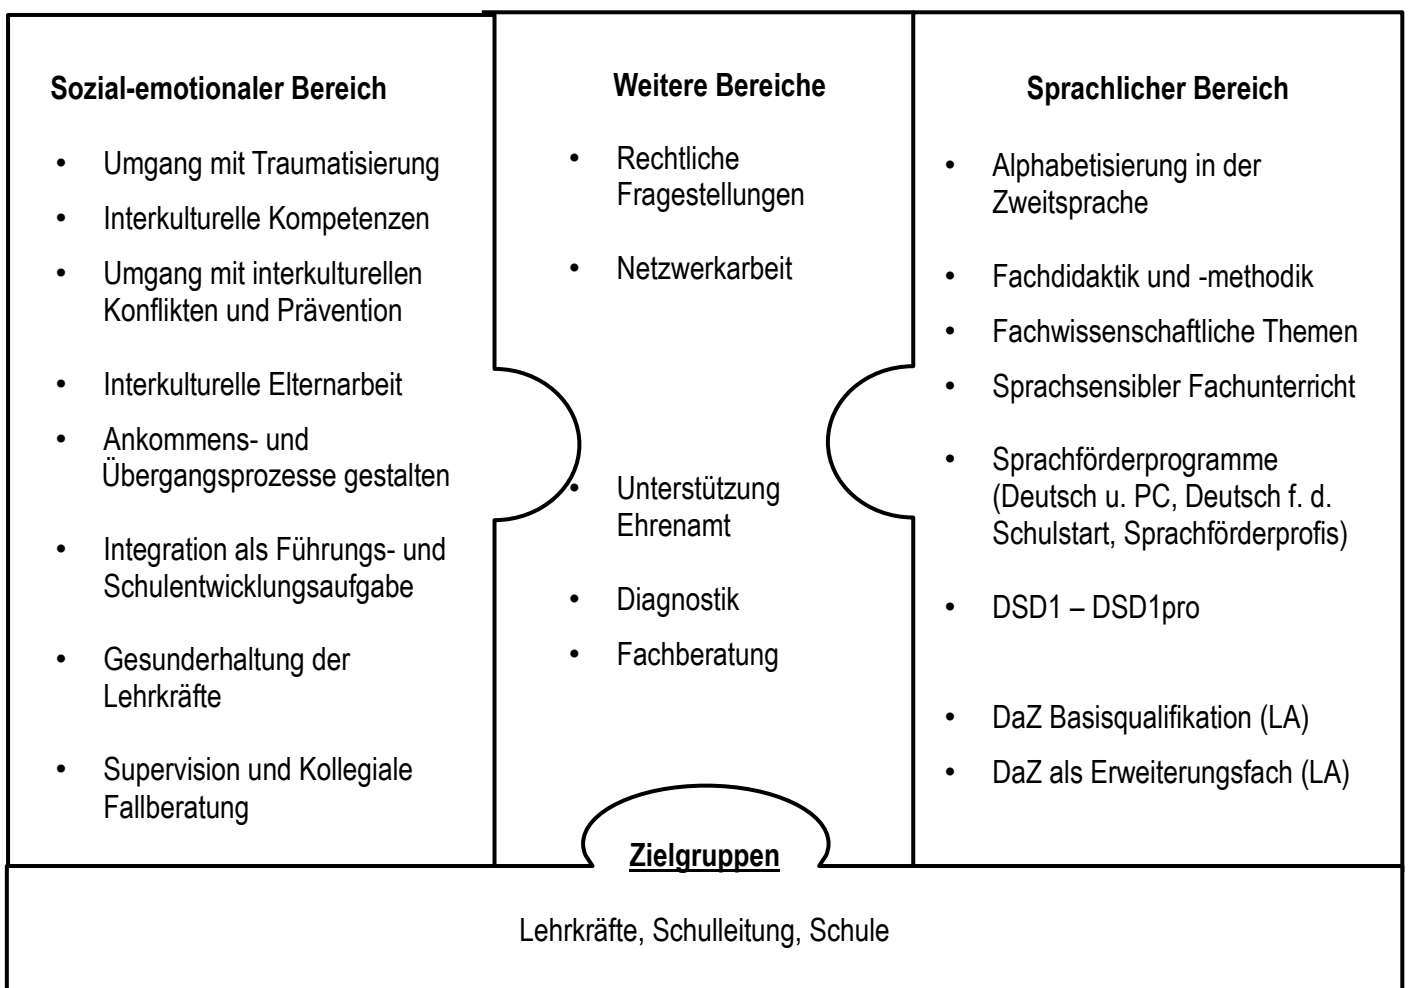 Sozial-emotionaler Bereich
• Umgang mit Traumatisierung
• Interkulturelle Kompetenzen
• Umgang mit interkulturellen
Konflikten und Prävention
• Interkulturelle Elternarbeit
• Ankommens- und
Übergangsprozesse gestalten
• Integration als Führungs- und
Schulentwicklungsaufgabe
• Gesunderhaltung der
Lehrkräfte
• Supervision und Kollegiale
Fallberatung
Weitere Bereiche
• Rechtliche
Fragestellungen
• Netzwerkarbeit
• Unterstützung
Ehrenamt
• Diagnostik
• Fachberatung
Sprachlicher Bereich
• Alphabetisierung in der
Zweitsprache
• Fachdidaktik und -methodik
• Fachwissenschaftliche Themen
• Sprachsensibler Fachunterricht
• Sprachförderprogramme
(Deutsch u. PC, Deutsch f. d.
Schulstart, Sprachförderprofis)
• DSD1 – DSD1pro
• DaZ Basisqualifikation (LA)
• DaZ als Erweiterungsfach (LA)
Zielgruppen
Lehrkräfte, Schulleitung, Schule